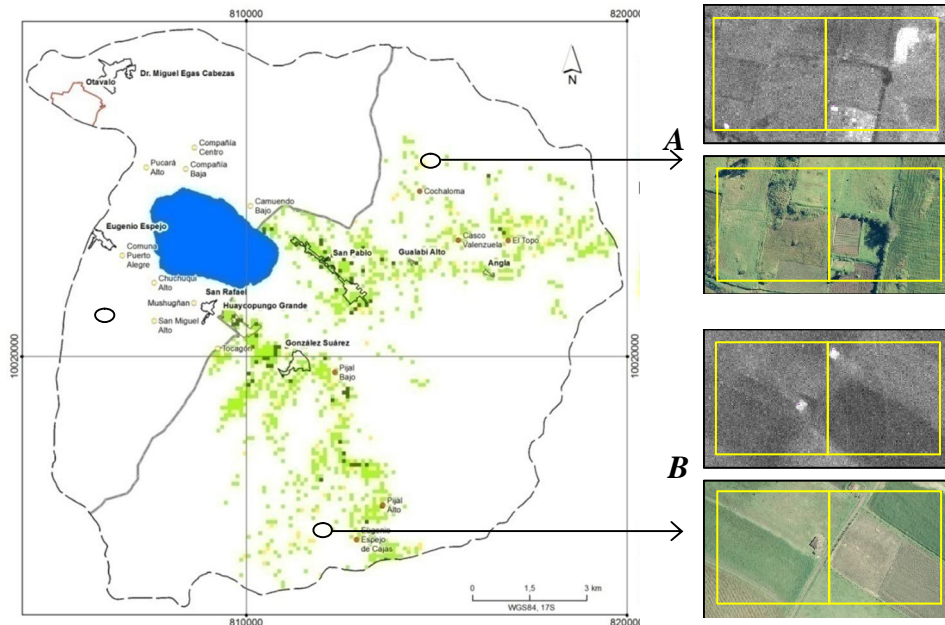 810000
820000
Dr. Miguel Egas Cabezas
Otavalo
N
Compañía
Centro
Pucará
Alto
Compañía
Baja
A
Cochaloma
Camuendo
Bajo
Eugenio Espejo
Comuna
Puerto
Alegre
San Pablo
Gualabi Alto
Casco
Valenzuela
El Topo
Angla
Chuchuqui
Alto
San Rafael
Mushugñan
Huaycopungo Grande
San Miguel
Alto
Tocagón
González Suárez
10020000
10020000
Pijal
Bajo
B
Pijal
Alto
Eugenio
Espejo
de Cajas
0 1,5 3 km
WGS84, 17S
810000
820000